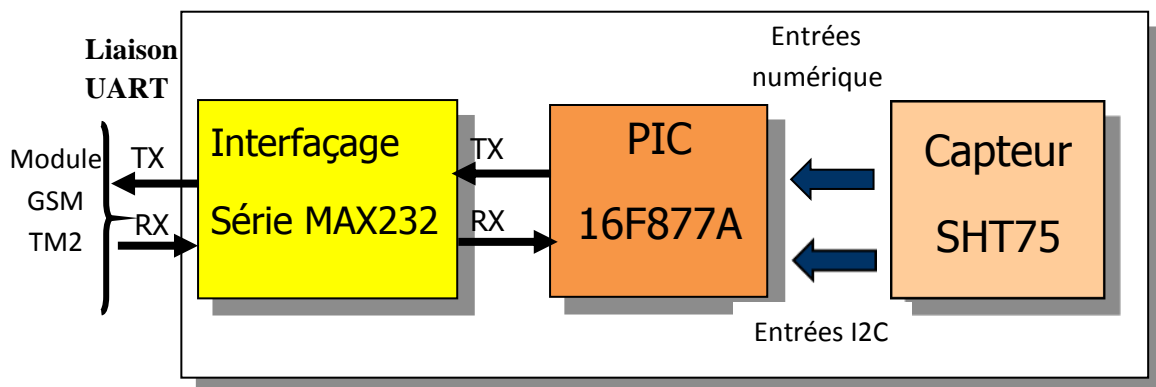 Liaison
UART
Module
GSM
TM2
TX
RX
Interfaçage
Série MAX232
TX
RX
PIC
16F877A
Entrées
numérique
Entrées I2C
Capteur
SHT75